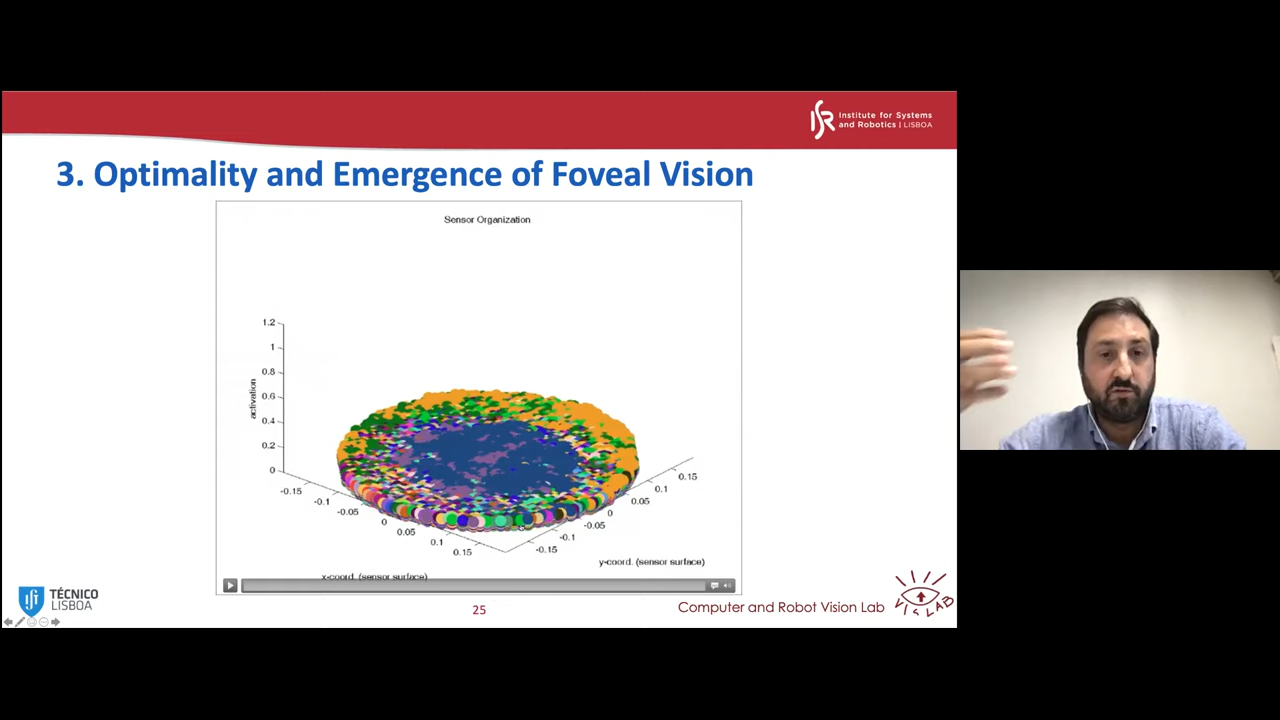 ISR Institute for Systems
and Robotics | LISBOA
3. Optimality and Emergence of Foveal Vision
Sensor Organization
1.2
1
0.8
0.6
0.4
0.2
0
activation
-0.15
-0.1
-0.05
0
0.05
0.1
0.15
x-coord. (sensor surface)
0.15
0.1
0.05
0
-0.05
-0.1
-0.15
y-coord. (sensor surface)
TÉCNICO
LISBOA
25
Computer and Robot Vision Lab
VISLAB